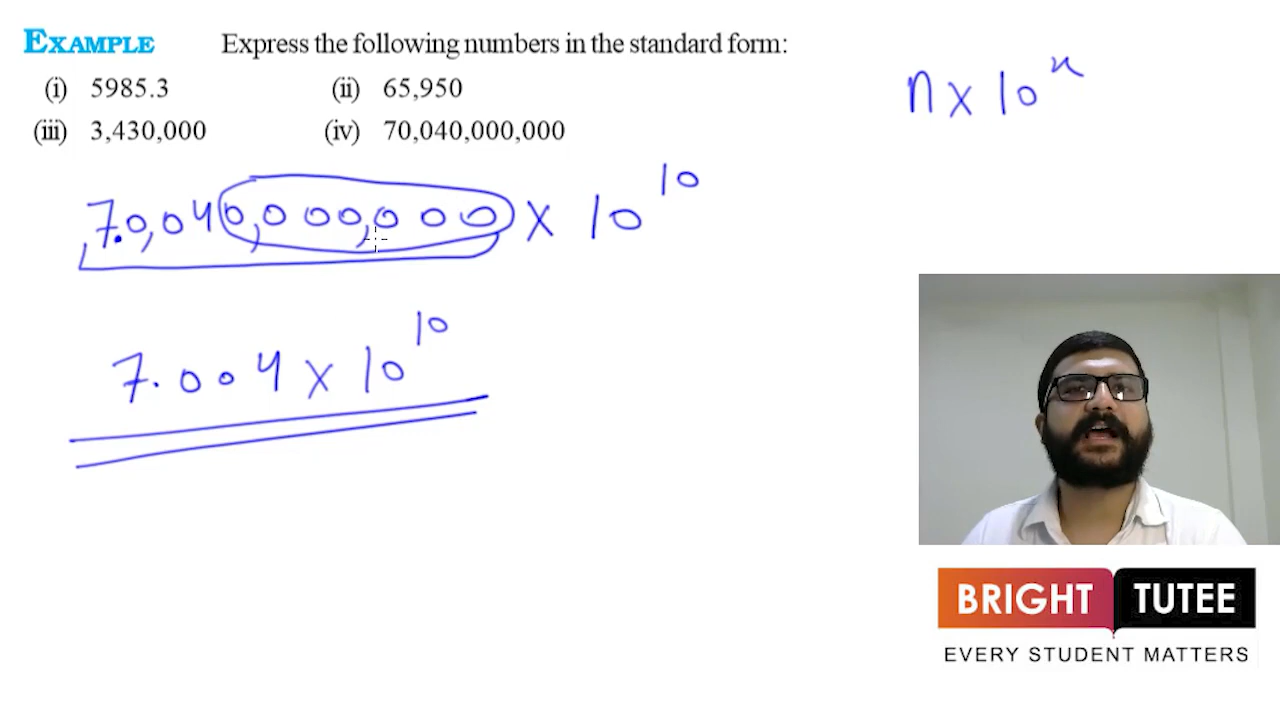 EXAMPLE Express the following numbers in the standard form:
(i) 5985.3 (ii) 65,950
(iii) 3,430,000 (iv) 70,040,000,000
n x 10^x
7.0,040,000,000 x 10^10
7.004 x 10^10
BRIGHT TUTEE
EVERY STUDENT MATTERS